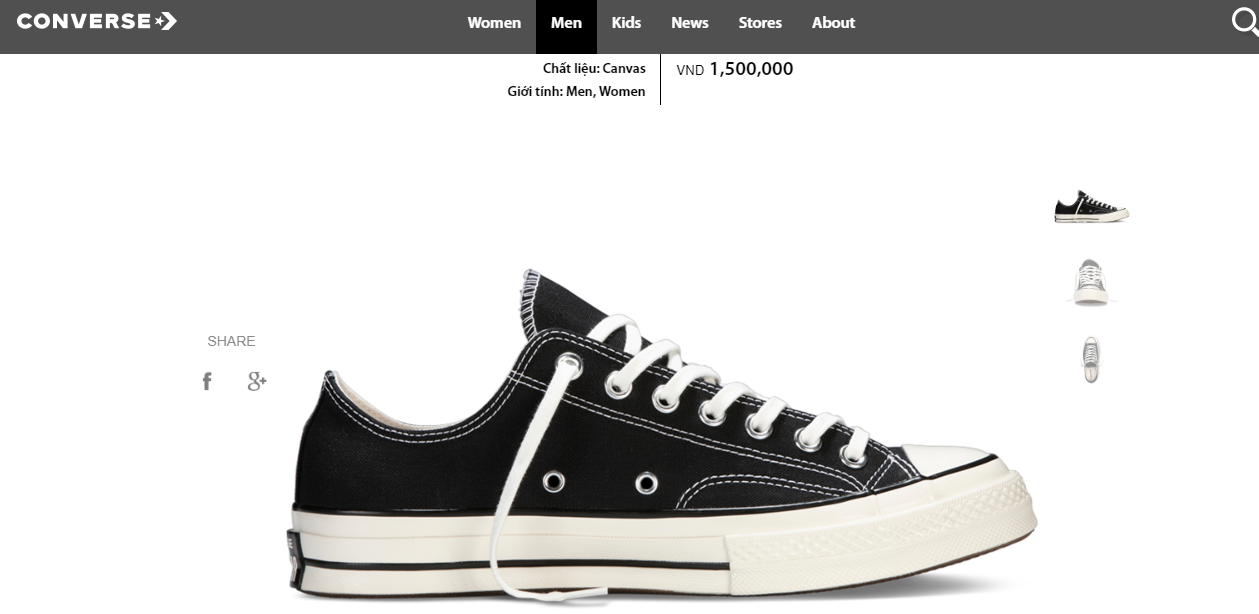 CONVERSE
Women Men Kids News Stores About
Chất liệu: Canvas
Giới tính: Men, Women
VND 1,500,000
SHARE
f g+